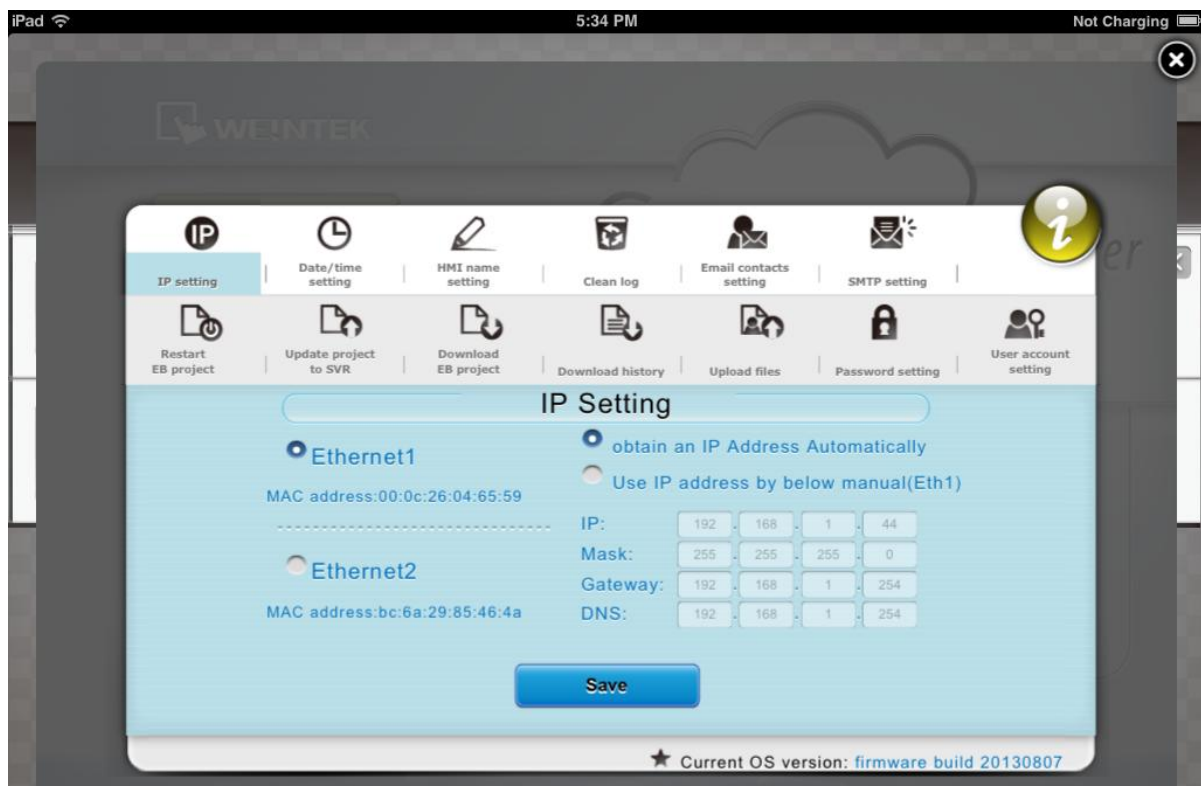 iPad 5:34 PM Not Charging
WEINTEK
er
IP
IP setting
Date/time setting
HMI name setting
Clean log
Email contacts setting
SMTP setting
i
Restart EB project
Update project to SVR
Download EB project
Download history
Upload files
Password setting
User account setting
IP Setting
Ethernet1
MAC address:00:0c:26:04:65:59
Ethernet2
MAC address:bc:6a:29:85:46:4a
obtain an IP Address Automatically
Use IP address by below manual(Eth1)
IP: 192 . 168 . 1 . 44
Mask: 255 . 255 . 255 . 0
Gateway: 192 . 168 . 1 . 254
DNS: 192 . 168 . 1 . 254
Save
★ Current OS version: firmware build 20130807